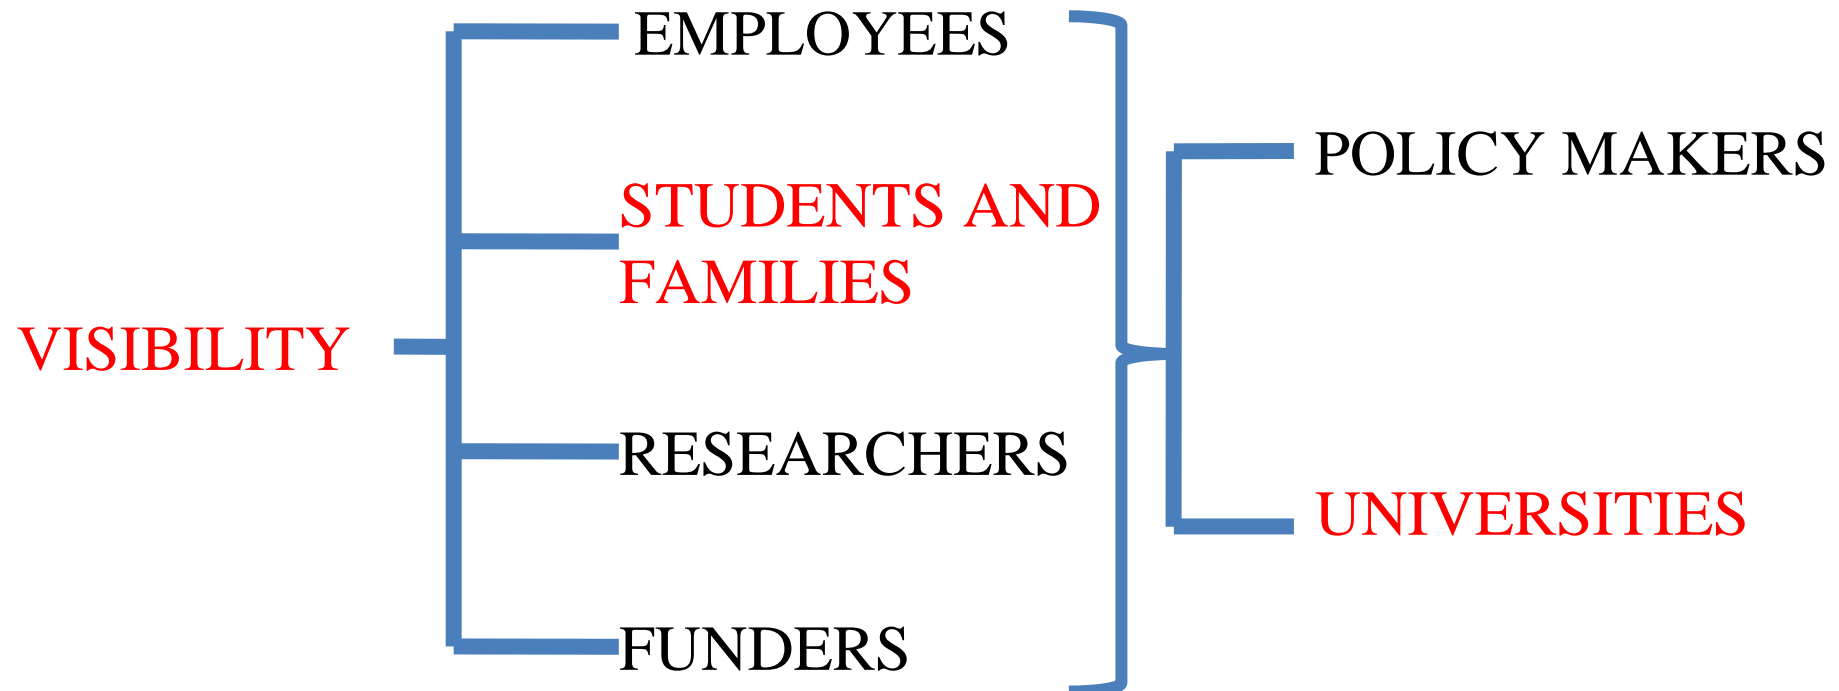 EMPLOYEES
STUDENTS AND
FAMILIES
VISIBILITY
RESEARCHERS
FUNDERS
POLICY MAKERS
UNIVERSITIES